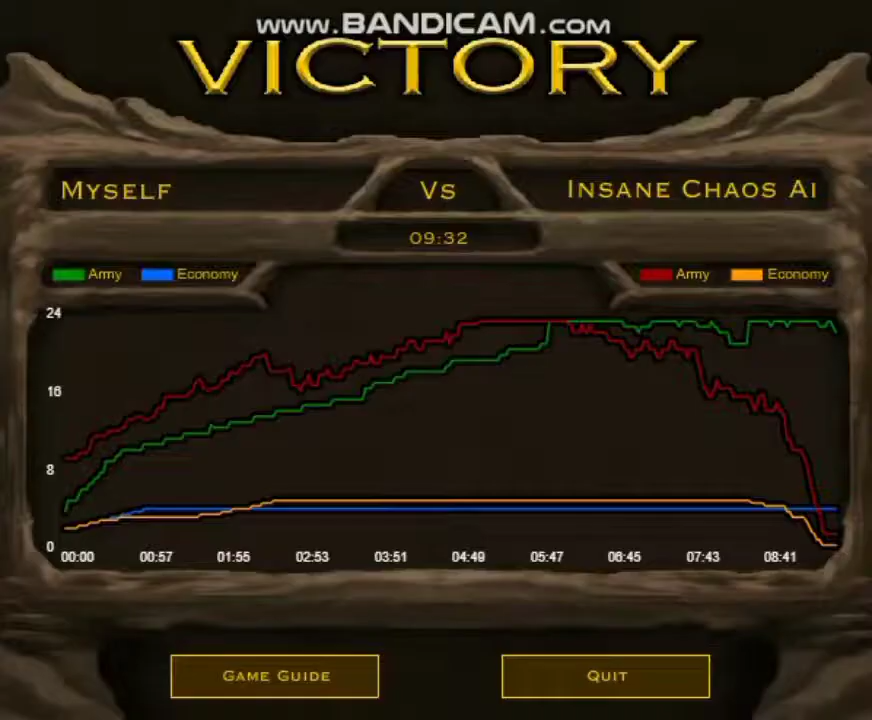 www.BANDICAM.com
VICTORY
MYSELF VS INSANE CHAOS AI
09:32
Army Economy Army Economy
24
16
8
0
00:00 00:57 01:55 02:53 03:51 04:49 05:47 06:45 07:43 08:41
GAME GUIDE QUIT